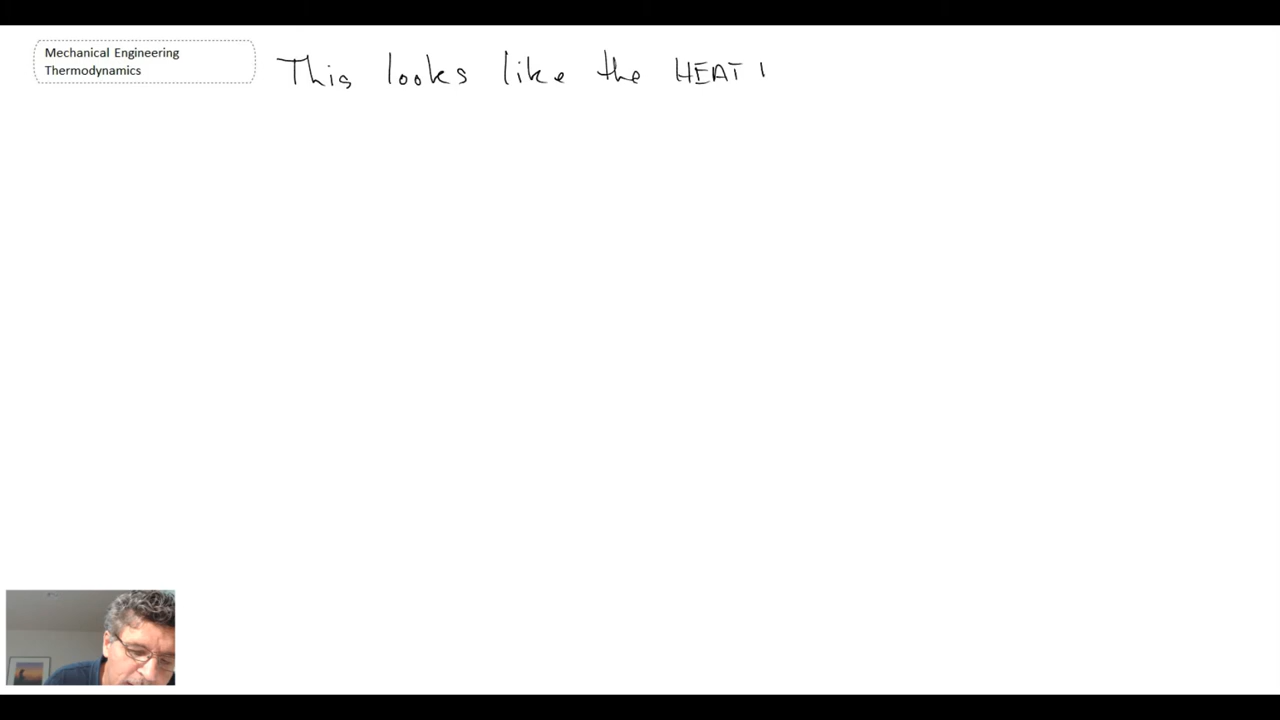 Mechanical Engineering
Thermodynamics
This looks like the HEAT